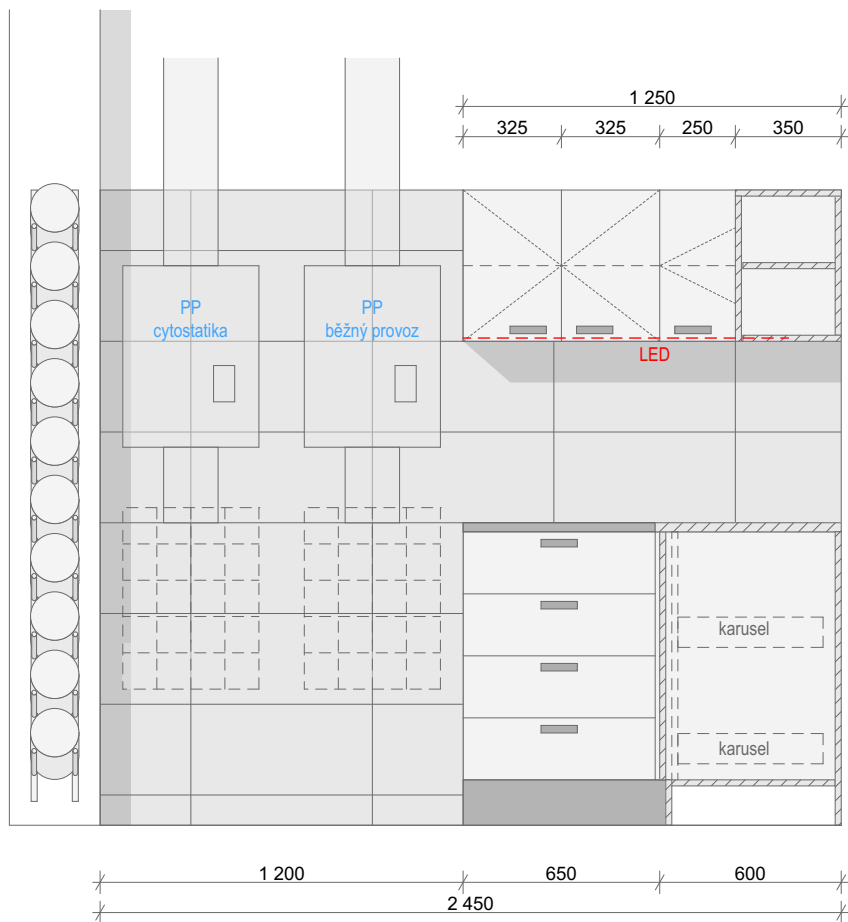 1 250
325
325
250
350
PP
cytostatika
PP
běžný provoz
LED
karusel
karusel
1 200
650
600
2 450